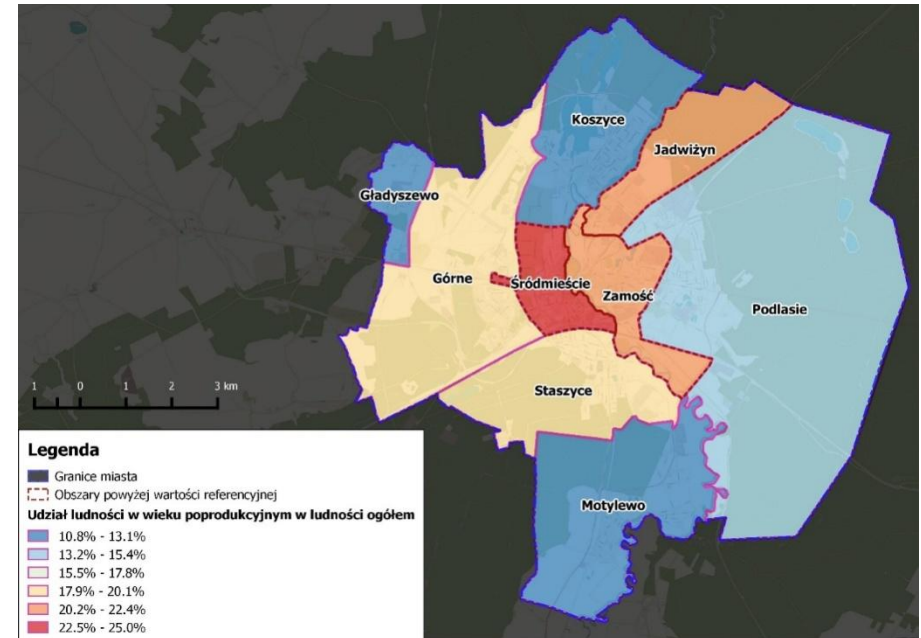 Koszyce
Jadwiżyn
Gładyszewo
Górne
Śródmieście
Zamość
Podlasie
Staszyce
Motylewo
1 0 1 2 3 km
Legenda
Granice miasta
Obszary powyżej wartości referencyjnej
Udział ludności w wieku poprodukcyjnym w ludności ogółem
10.8% - 13.1%
13.2% - 15.4%
15.5% - 17.8%
17.9% - 20.1%
20.2% - 22.4%
22.5% - 25.0%